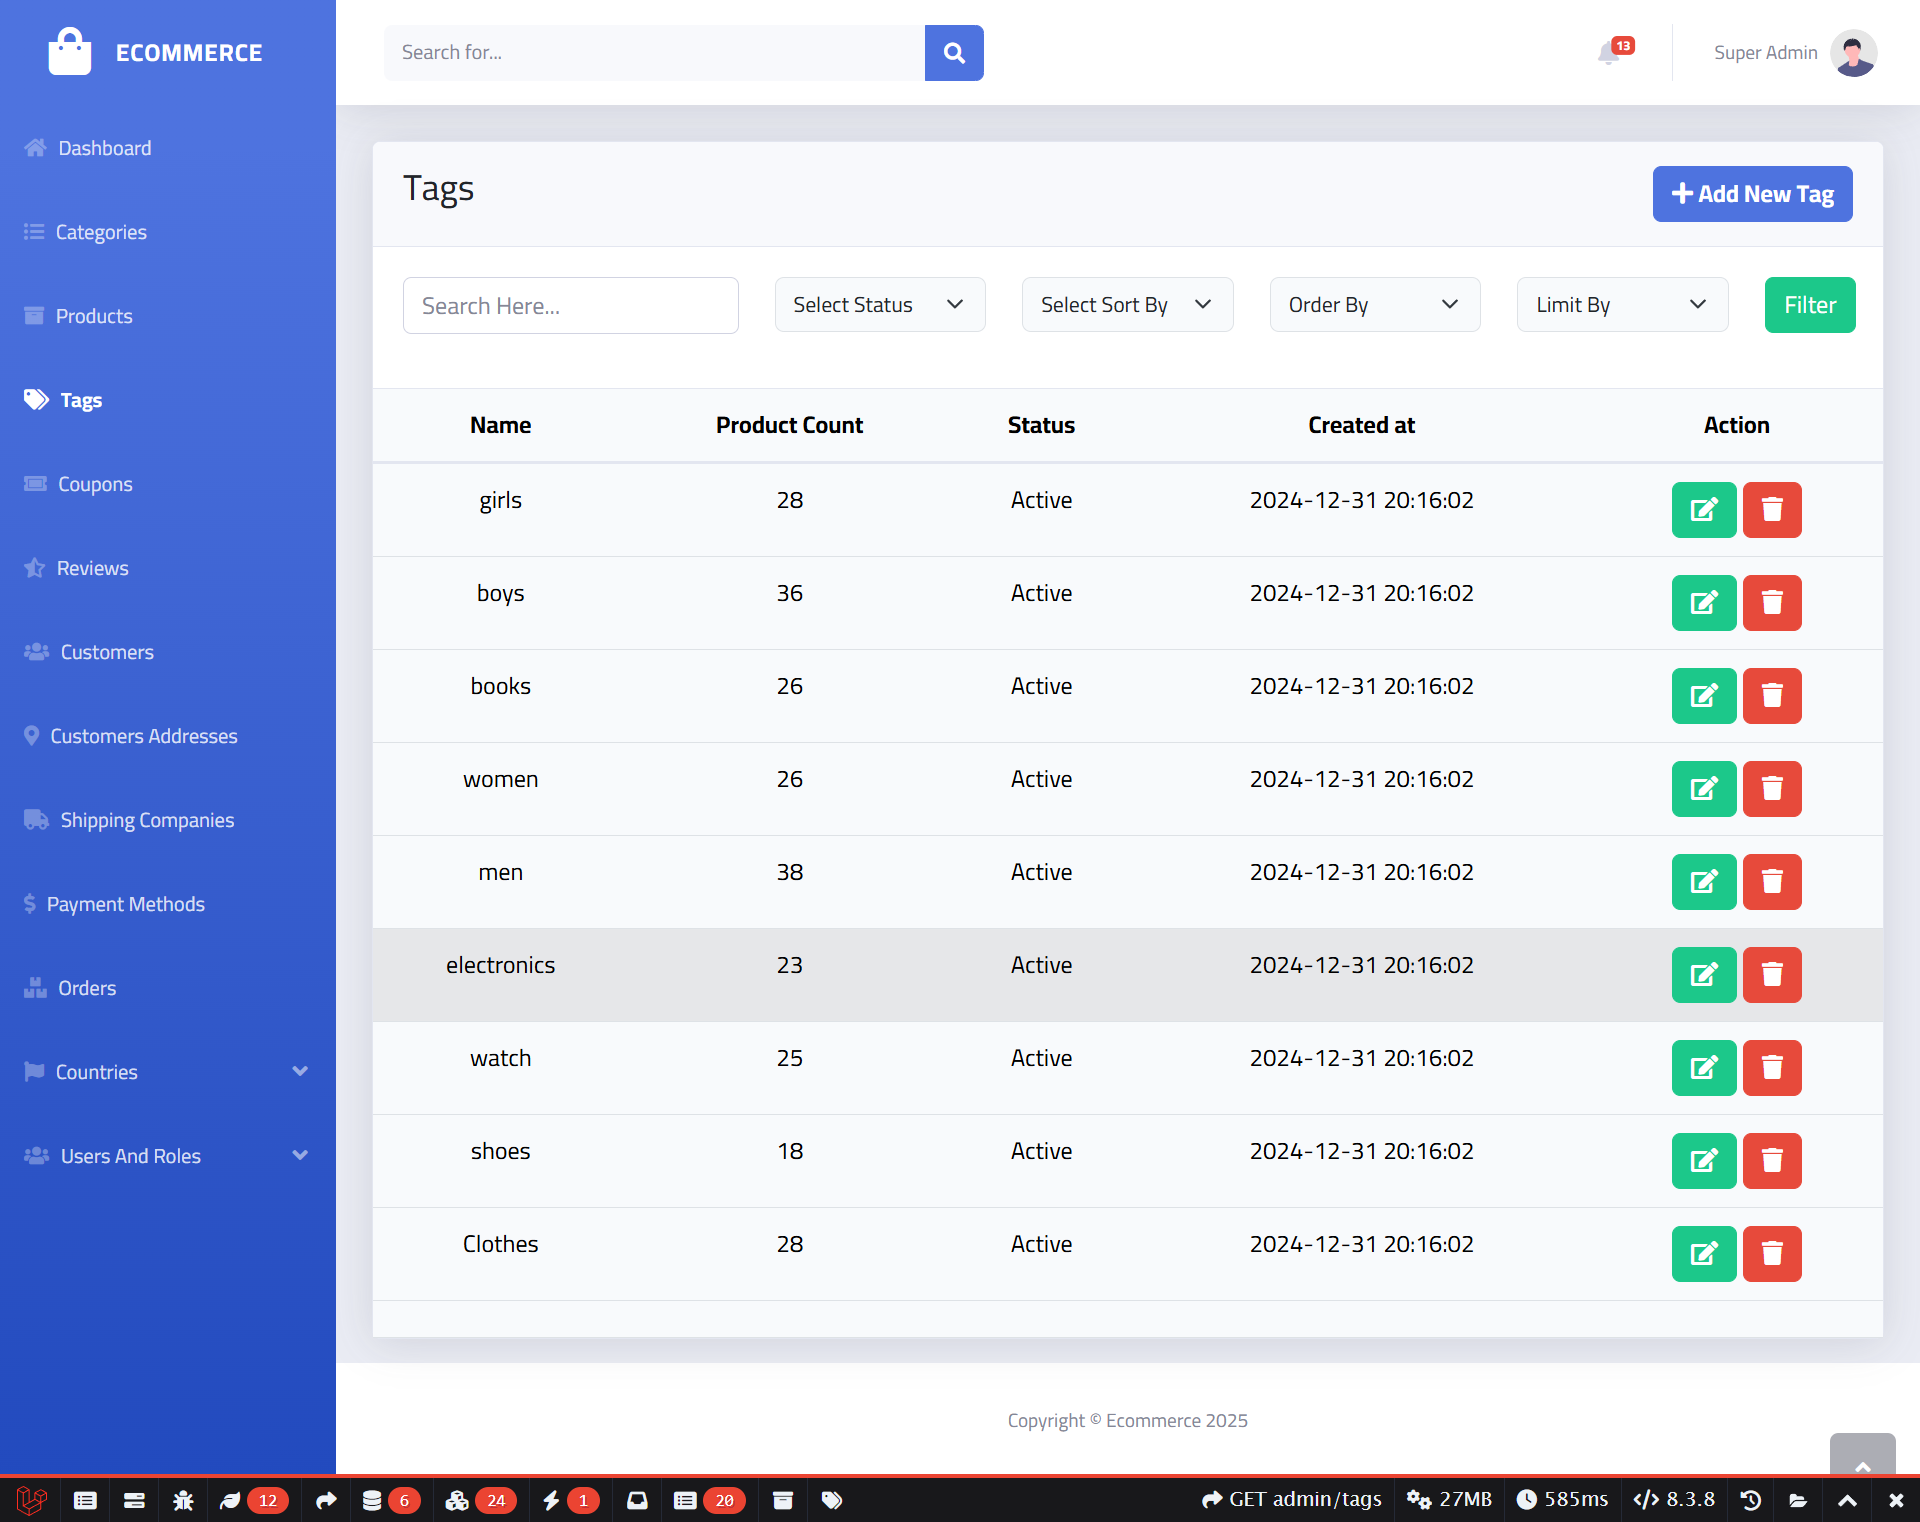 ECOMMERCE
Search for...
13
Super Admin
Dashboard
Categories
Products
Tags
Coupons
Reviews
Customers
Customers Addresses
Shipping Companies
Payment Methods
Orders
Countries
Users And Roles
Tags
Add New Tag
Search Here...
Select Status
Select Sort By
Order By
Limit By
Filter
Name Product Count Status Created at Action
girls 28 Active 2024-12-31 20:16:02
boys 36 Active 2024-12-31 20:16:02
books 26 Active 2024-12-31 20:16:02
women 26 Active 2024-12-31 20:16:02
men 38 Active 2024-12-31 20:16:02
electronics 23 Active 2024-12-31 20:16:02
watch 25 Active 2024-12-31 20:16:02
shoes 18 Active 2024-12-31 20:16:02
Clothes 28 Active 2024-12-31 20:16:02
Copyright © Ecommerce 2025
12 6 24 1 20 GET admin/tags 27MB 585ms 8.3.8